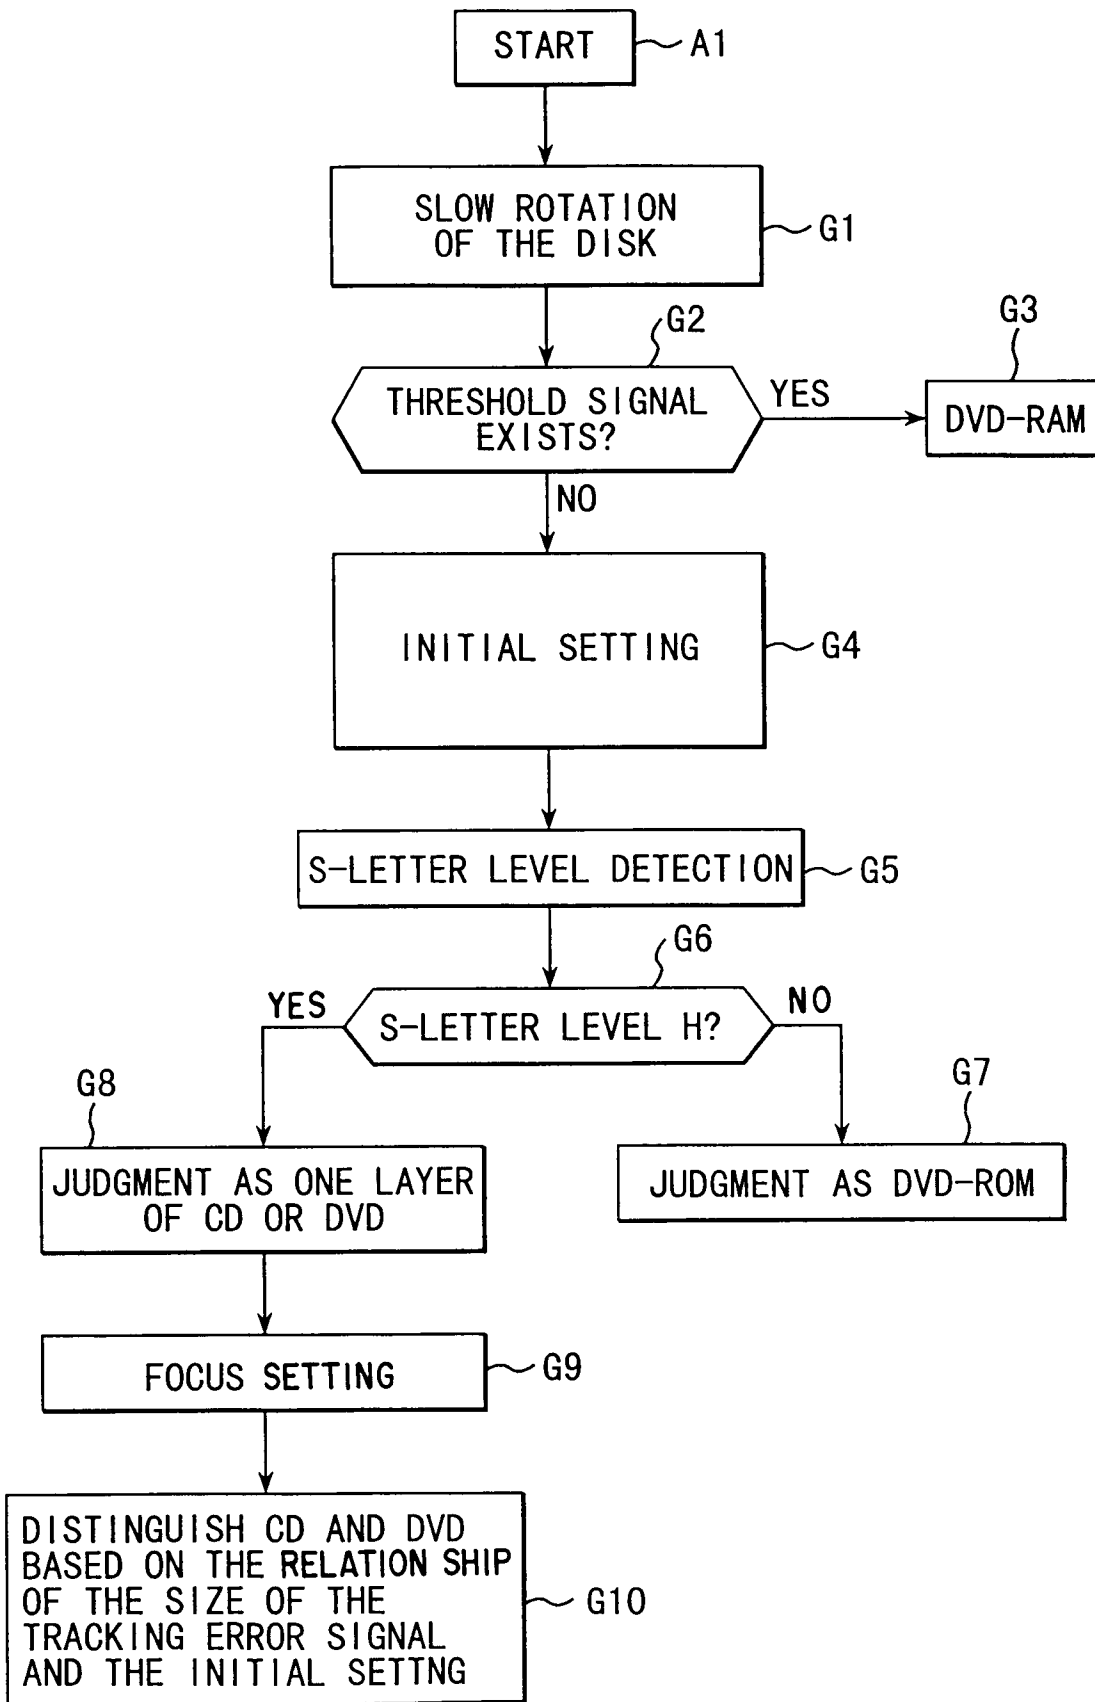 START
A1
SLOW ROTATION
OF THE DISK
G1
G2
G3
THRESHOLD SIGNAL
EXISTS?
YES
DVD-RAM
NO
INITIAL SETTING
G4
S-LETTER LEVEL DETECTION
G5
G6
YES
S-LETTER LEVEL H?
NO
G8
G7
JUDGMENT AS ONE LAYER
OF CD OR DVD
JUDGMENT AS DVD-ROM
FOCUS SETTING
G9
DISTINGUISH CD AND DVD
BASED ON THE RELATION SHIP
OF THE SIZE OF THE
TRACKING ERROR SIGNAL
AND THE INITIAL SETTNG
G10